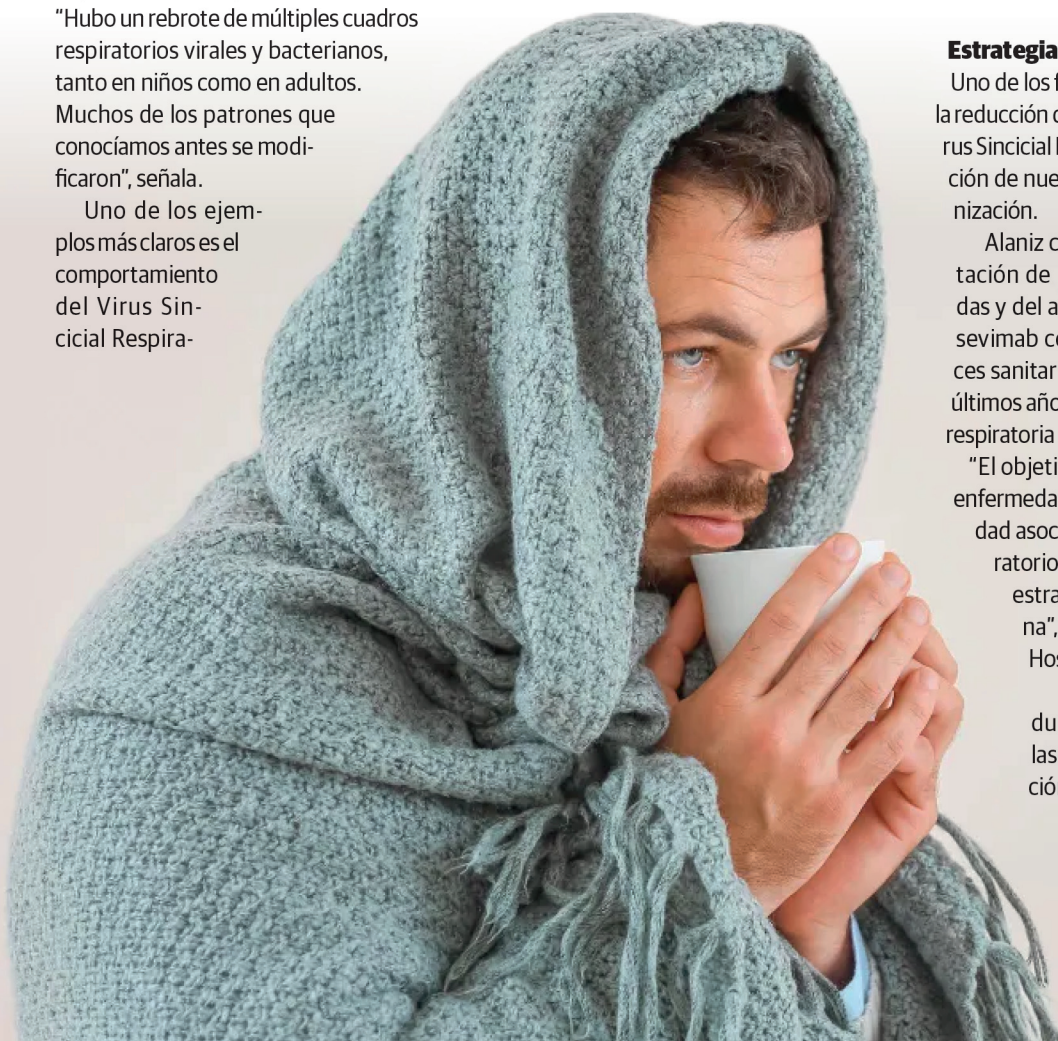 “Hubo un rebrote de múltiples cuadros
respiratorios virales y bacterianos,
tanto en niños como en adultos.
Muchos de los patrones que
conocíamos antes se modi-
ficaron”, señala.
Uno de los ejem-
plos más claros es el
comportamiento
del Virus Sin-
cicial Respira-
Estrategia
Uno de los
la reducción
rus Sincicial
ción de nue
nización.
Alaniz
tación de
das y del a
sevimab
ces sanitar
últimos año
respiratoria
“El objeti
enfermeda
dad asoc
ratorio
estra
na”,
Hos
du
las
ció